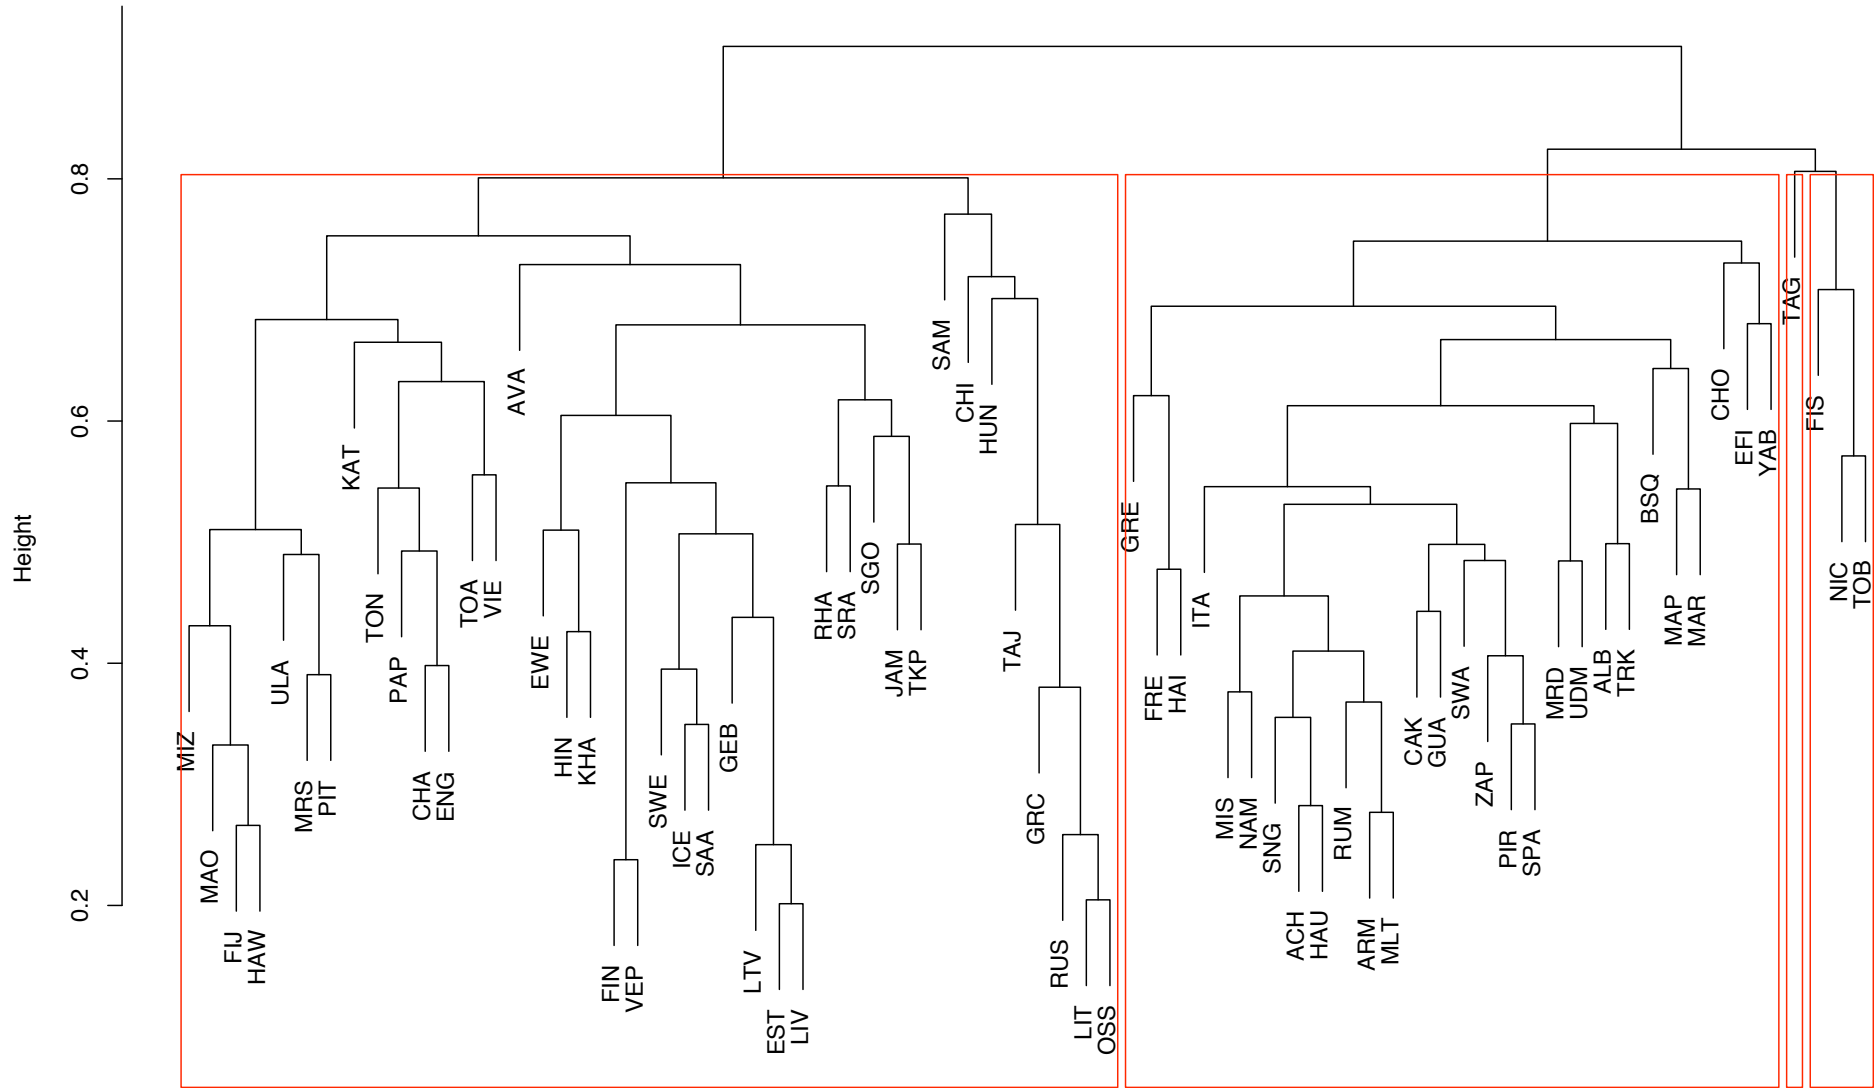 Height
0.2
0.4
0.6
0.8
MIZ
MAO
FIJ
HAW
ULA
MRS
PIT
KAT
TON
PAP
CHA
ENG
TOA
VIE
AVA
EWE
HIN
KHA
FIN
VEP
SWE
ICE
SAA
GEB
LTV
EST
LIV
RHA
SRA
SGO
JAM
TKP
SAM
CHI
HUN
TAJ
GRC
RUS
LIT
OSS
GRE
FRE
HAI
ITA
MIS
NAM
SNG
ACH
HAU
RUM
ARM
MLT
CAK
GUA
SWA
ZAP
PIR
SPA
MRD
UDM
ALB
TRK
BSQ
MAP
MAR
CHO
EFI
YAB
TAG
FIS
NIC
TOB